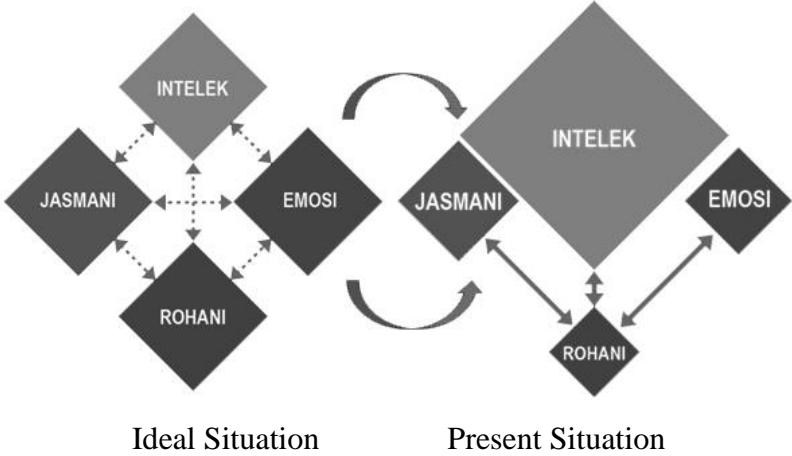 INTELEK
JASMANI
EMOSI
ROHANI
INTELEK
JASMANI
EMOSI
ROHANI
Ideal Situation
Present Situation